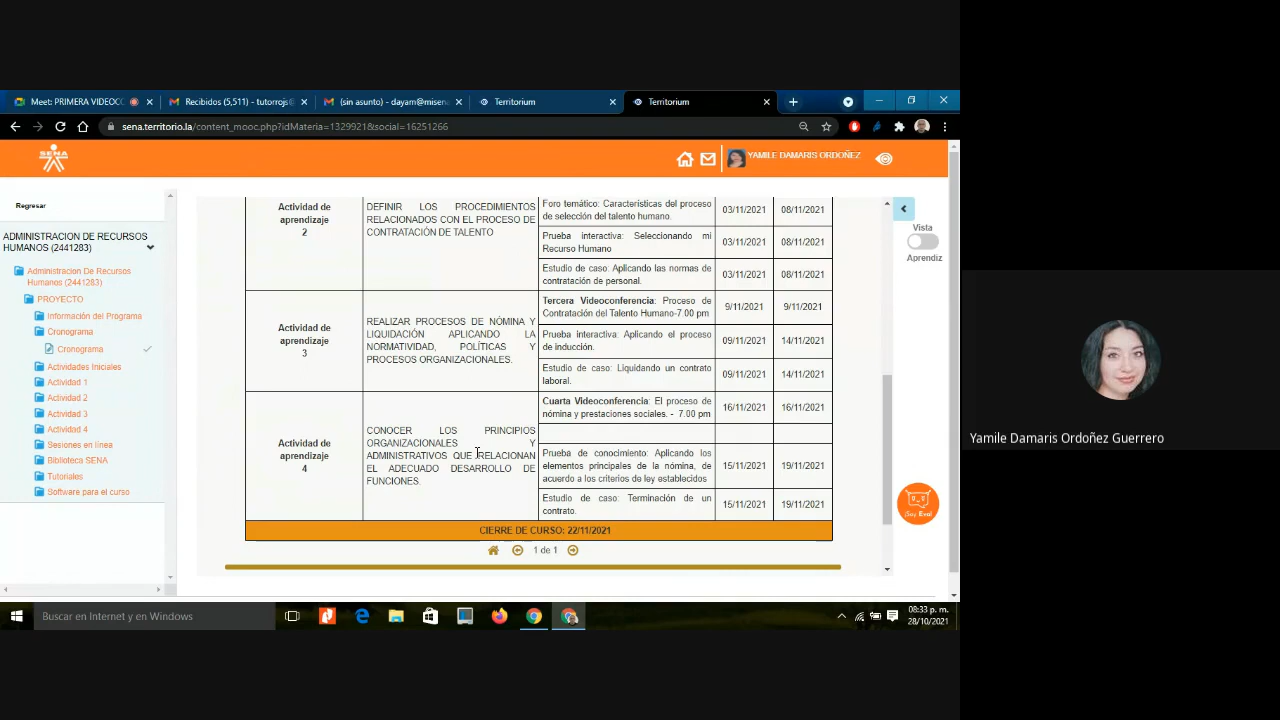 Meet: PRIMERA VIDEOCO
Recibidos (5,511) - tutorrojs@
(sin asunto) - dayam@misen
Territorium
Territorium
sena.territorio.la/content_mooc.php?idMateria=1329921&social=16251266
SENA
YAMILE DAMARIS ORDOÑEZ
Regresar
ADMINISTRACION DE RECURSOS
HUMANOS (2441283)
Administracion De Recursos
Humanos (2441283)
PROYECTO
Información del Programa
Cronograma
Cronograma
Actividades Iniciales
Actividad 1
Actividad 2
Actividad 3
Actividad 4
Sesiones en línea
Biblioteca SENA
Tutoriales
Software para el curso
Actividad de
aprendizaje
2
DEFINIR LOS PROCEDIMIENTOS
RELACIONADOS CON EL PROCESO DE
CONTRATACIÓN DE TALENTO
Foro temático: Características del proceso
de selección del talento humano.
03/11/2021
08/11/2021
Prueba interactiva: Seleccionando mi
Recurso Humano
03/11/2021
08/11/2021
Estudio de caso: Aplicando las normas de
contratación de personal.
03/11/2021
08/11/2021
Actividad de
aprendizaje
3
REALIZAR PROCESOS DE NÓMINA Y
LIQUIDACIÓN APLICANDO LA
NORMATIVIDAD, POLÍTICAS Y
PROCESOS ORGANIZACIONALES.
Tercera Videoconferencia: Proceso de
Contratación del Talento Humano-7.00 pm
9/11/2021
9/11/2021
Prueba interactiva: Aplicando el proceso
de inducción.
09/11/2021
14/11/2021
Estudio de caso: Liquidando un contrato
laboral.
09/11/2021
14/11/2021
Actividad de
aprendizaje
4
CONOCER LOS PRINCIPIOS
ORGANIZACIONALES Y
ADMINISTRATIVOS QUE RELACIONAN
EL ADECUADO DESARROLLO DE
FUNCIONES.
Cuarta Videoconferencia: El proceso de
nómina y prestaciones sociales. - 7.00 pm
16/11/2021
16/11/2021
Prueba de conocimiento: Aplicando los
elementos principales de la nómina, de
acuerdo a los criterios de ley establecidos
15/11/2021
19/11/2021
Estudio de caso: Terminación de un
contrato.
15/11/2021
19/11/2021
CIERRE DE CURSO: 22/11/2021
1 de 1
Vista
Aprendiz
¡Soy Eva!
Yamile Damaris Ordoñez Guerrero
Buscar en Internet y en Windows
08:33 p. m.
28/10/2021